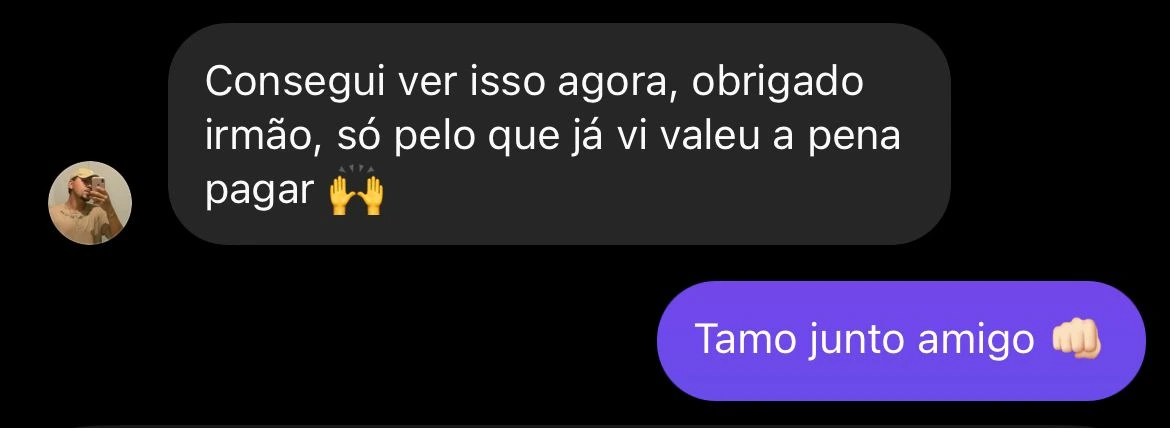 Consegui ver isso agora, obrigado
irmão, só pelo que já vi valeu a pena
pagar 🙌
Tamo junto amigo 👊🏻